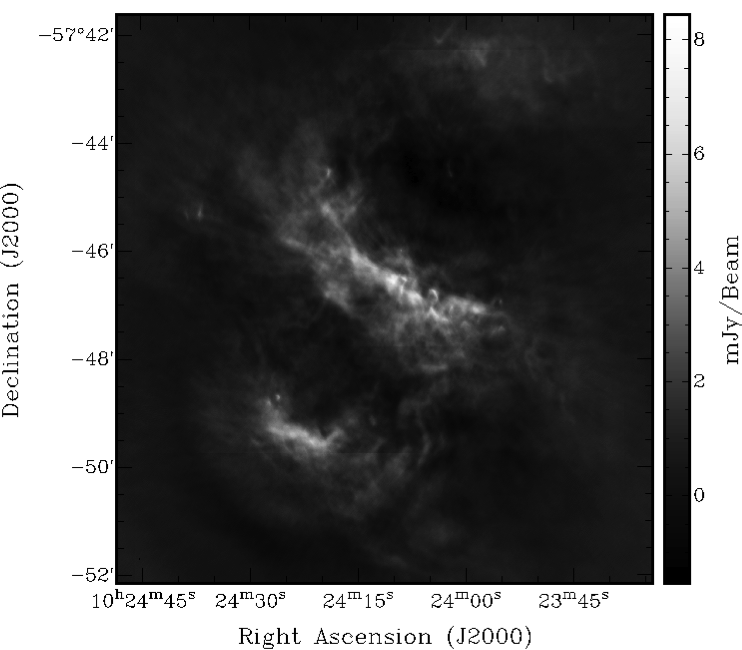 −57°42′
−44′
−46′
−48′
−50′
−52′
Declination (J2000)
10ʰ24ᵐ45ˢ 24ᵐ30ˢ 24ᵐ15ˢ 24ᵐ00ˢ 23ᵐ45ˢ
Right Ascension (J2000)
8
6
4
2
0
mJy/Beam